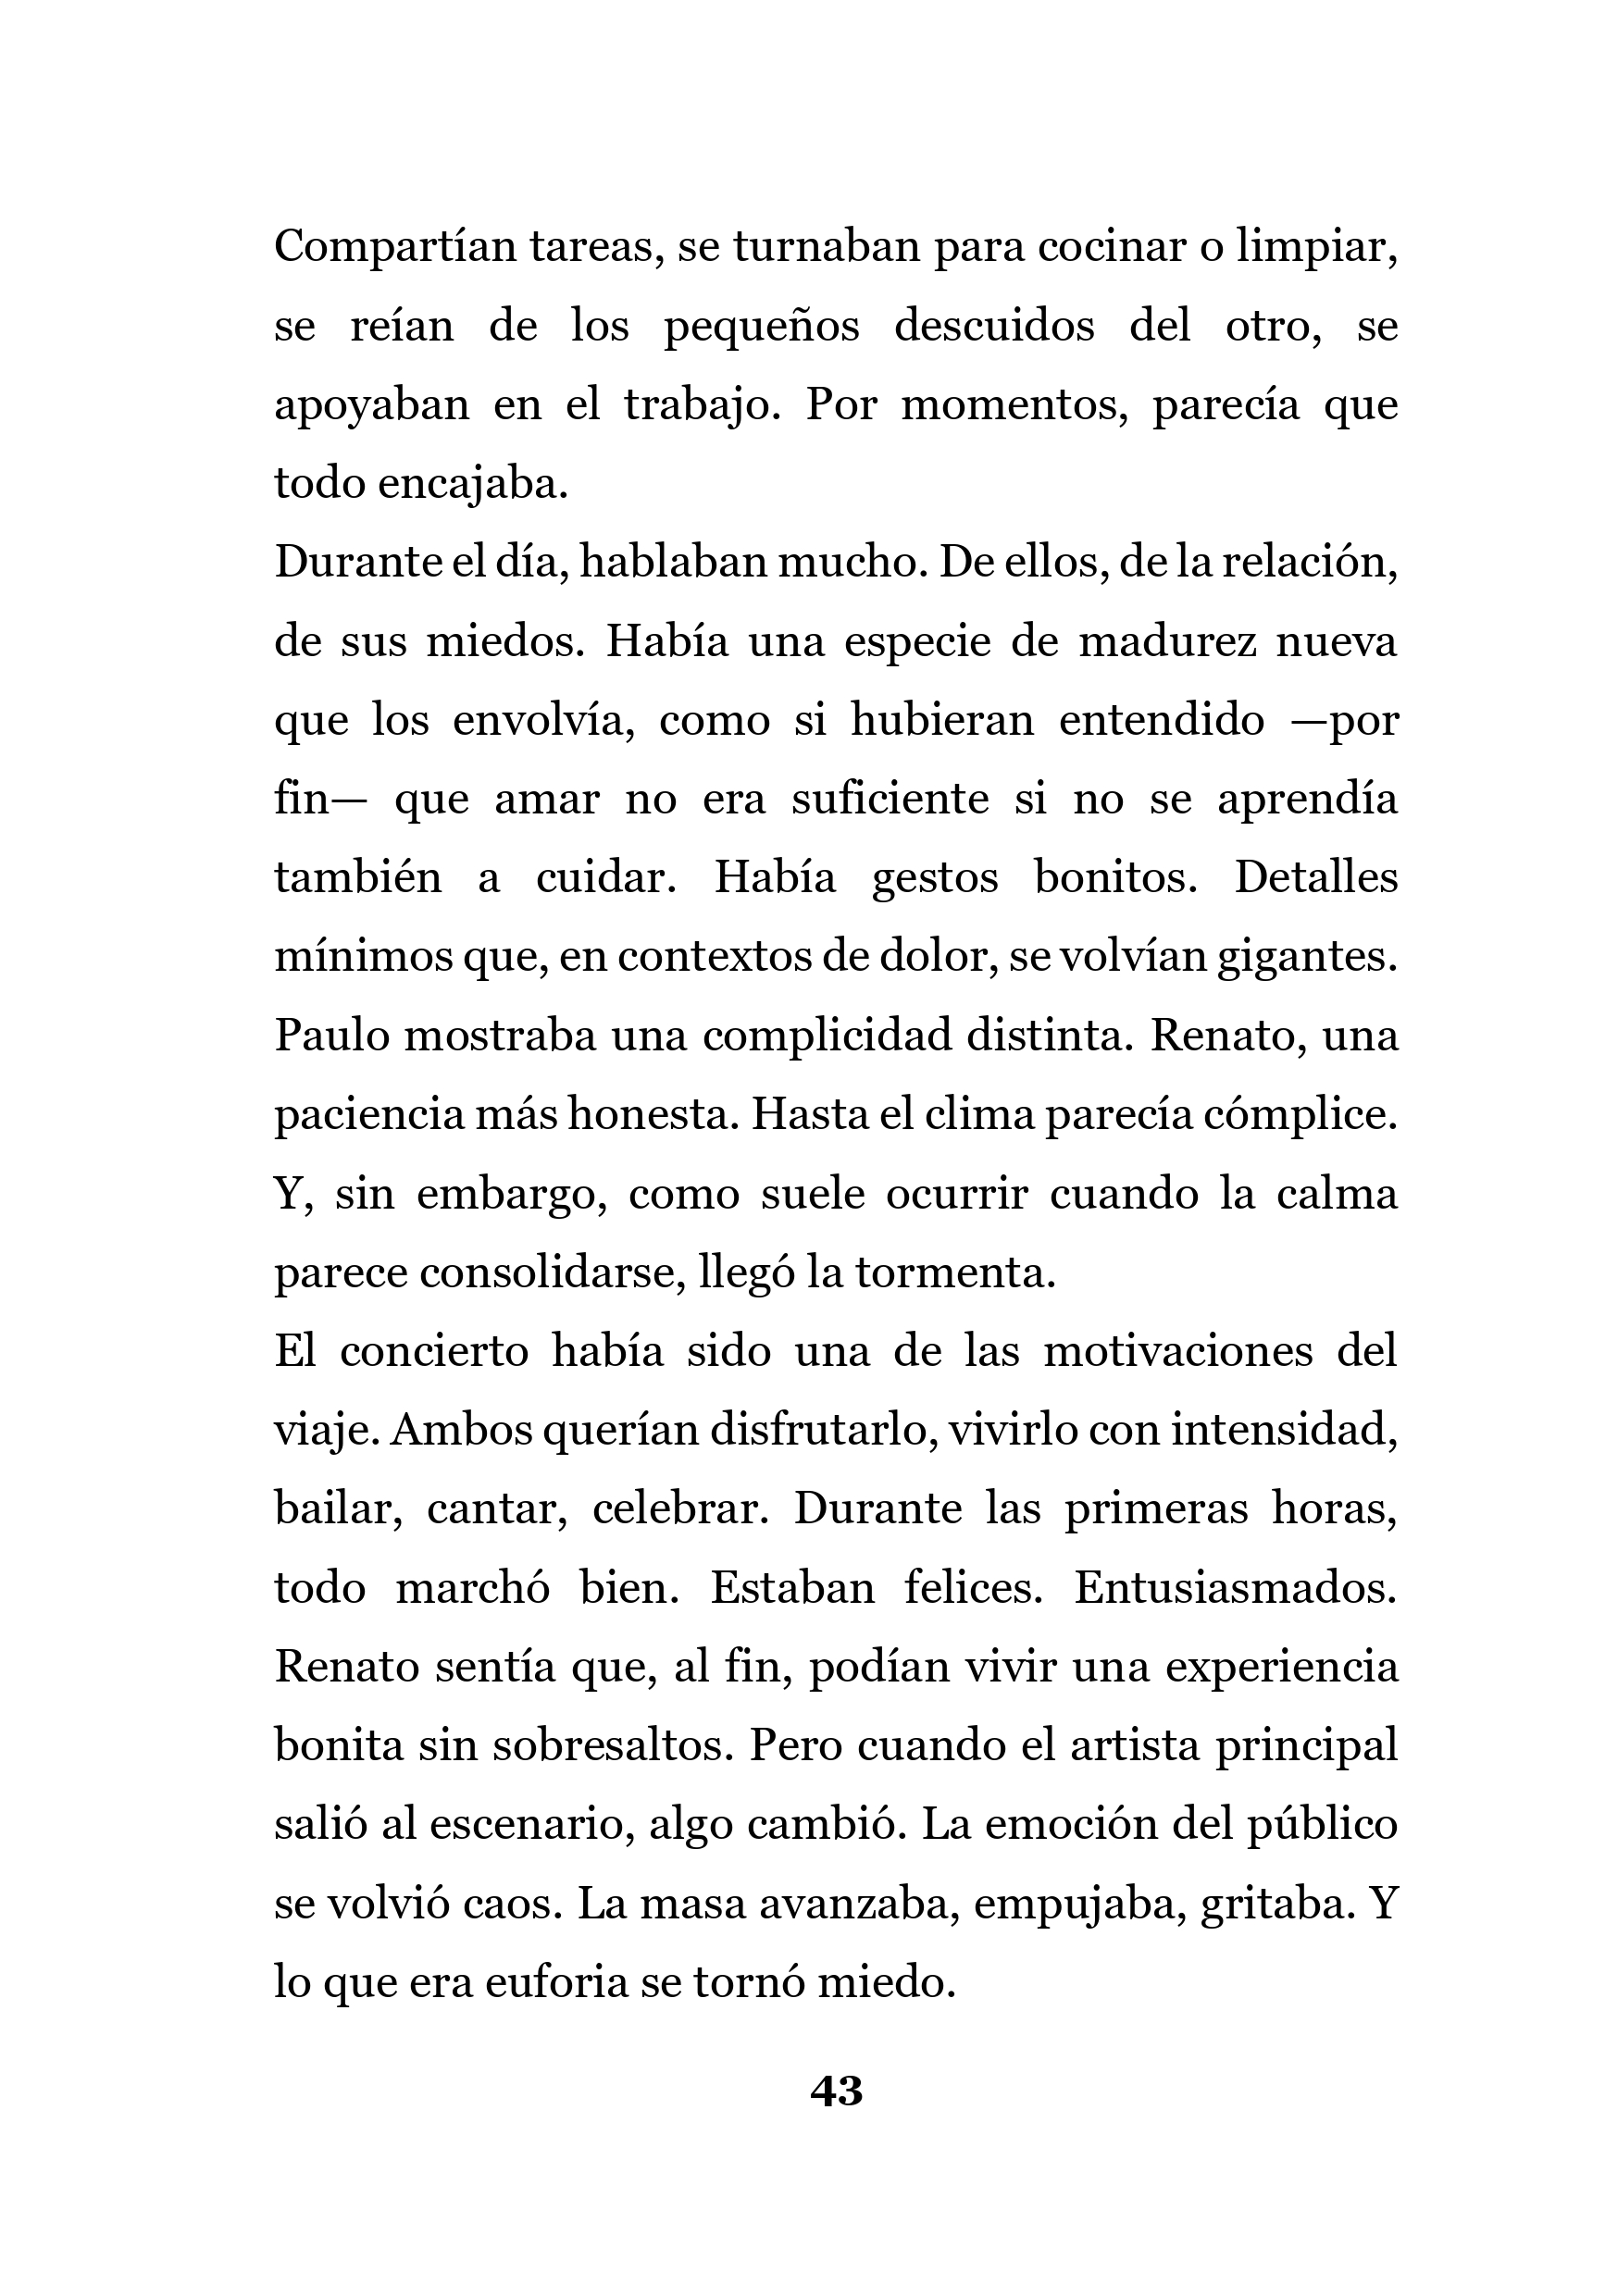 Compartían tareas, se turnaban para cocinar o limpiar,
se reían de los pequeños descuidos del otro, se
apoyaban en el trabajo. Por momentos, parecía que
todo encajaba.
Durante el día, hablaban mucho. De ellos, de la relación,
de sus miedos. Había una especie de madurez nueva
que los envolvía, como si hubieran entendido —por
fin— que amar no era suficiente si no se aprendía
también a cuidar. Había gestos bonitos. Detalles
mínimos que, en contextos de dolor, se volvían gigantes.
Paulo mostraba una complicidad distinta. Renato, una
paciencia más honesta. Hasta el clima parecía cómplice.
Y, sin embargo, como suele ocurrir cuando la calma
parece consolidarse, llegó la tormenta.
El concierto había sido una de las motivaciones del
viaje. Ambos querían disfrutarlo, vivirlo con intensidad,
bailar, cantar, celebrar. Durante las primeras horas,
todo marchó bien. Estaban felices. Entusiasmados.
Renato sentía que, al fin, podían vivir una experiencia
bonita sin sobresaltos. Pero cuando el artista principal
salió al escenario, algo cambió. La emoción del público
se volvió caos. La masa avanzaba, empujaba, gritaba. Y
lo que era euforia se tornó miedo.
43